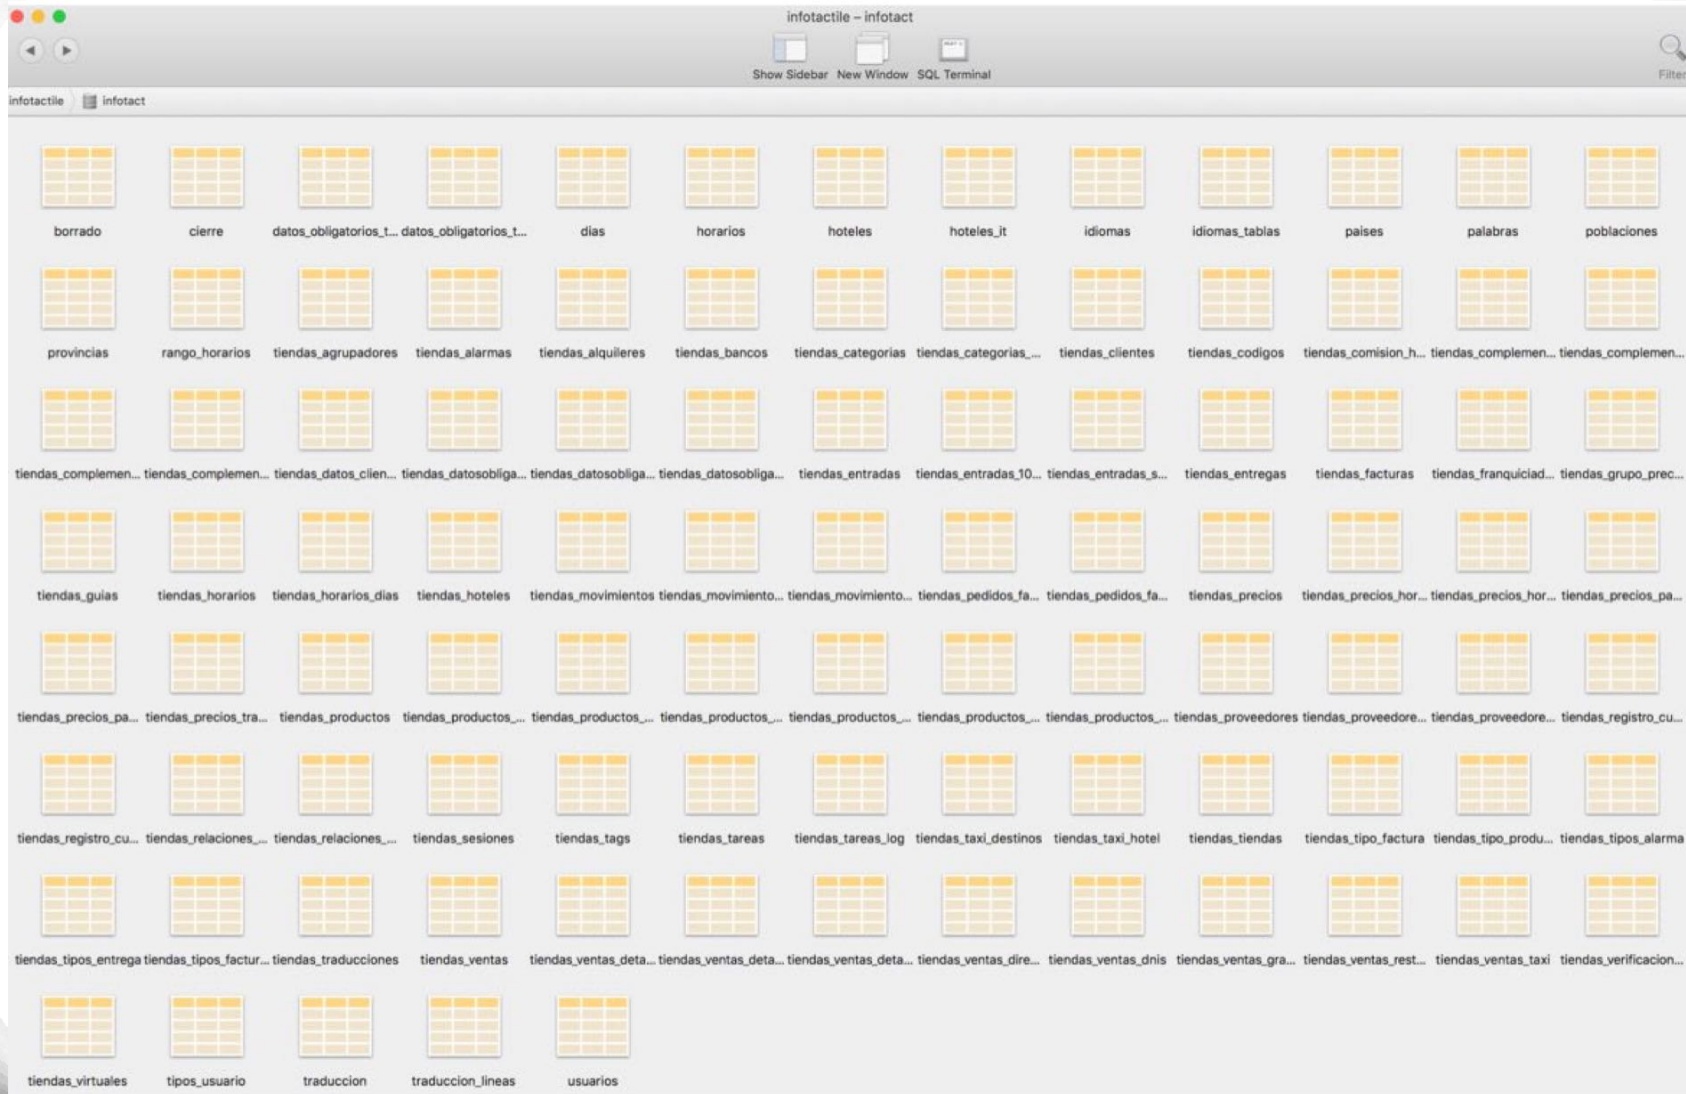 infotactile – infotact
Show Sidebar New Window SQL Terminal Filter
infotactile infotact
borrado cierre datos_obligatorios_t... datos_obligatorios_t... dias horarios hoteles hoteles_it idiomas idiomas_tablas paises palabras poblaciones
provincias rango_horarios tiendas_agrupadores tiendas_alarmas tiendas_alquileres tiendas_bancos tiendas_categorias tiendas_categorias_... tiendas_clientes tiendas_codigos tiendas_comision_h... tiendas_complemen... tiendas_complemen...
tiendas_complemen... tiendas_complemen... tiendas_datos_clien... tiendas_datosobliga... tiendas_datosobliga... tiendas_datosobliga... tiendas_entradas tiendas_entradas_10... tiendas_entradas_s... tiendas_entregas tiendas_facturas tiendas_franquiciad... tiendas_grupo_prec...
tiendas_guias tiendas_horarios tiendas_horarios_dias tiendas_hoteles tiendas_movimientos tiendas_movimiento... tiendas_movimiento... tiendas_pedidos_fa... tiendas_pedidos_fa... tiendas_precios tiendas_precios_hor... tiendas_precios_hor... tiendas_precios_pa...
tiendas_precios_pa... tiendas_precios_tra... tiendas_productos tiendas_productos_... tiendas_productos_... tiendas_productos_... tiendas_productos_... tiendas_productos_... tiendas_productos_... tiendas_proveedores tiendas_proveedore... tiendas_proveedore... tiendas_registro_cu...
tiendas_registro_cu... tiendas_relaciones_... tiendas_relaciones_... tiendas_sesiones tiendas_tags tiendas_tareas tiendas_tareas_log tiendas_taxi_destinos tiendas_taxi_hotel tiendas_tiendas tiendas_tipo_factura tiendas_tipo_produ... tiendas_tipos_alarma
tiendas_tipos_entrega tiendas_tipos_factur... tiendas_traducciones tiendas_ventas tiendas_ventas_deta... tiendas_ventas_deta... tiendas_ventas_deta... tiendas_ventas_dire... tiendas_ventas_dnis tiendas_ventas_gra... tiendas_ventas_rest... tiendas_ventas_taxi tiendas_verificacion...
tiendas_virtuales tipos_usuario traduccion traduccion_lineas usuarios